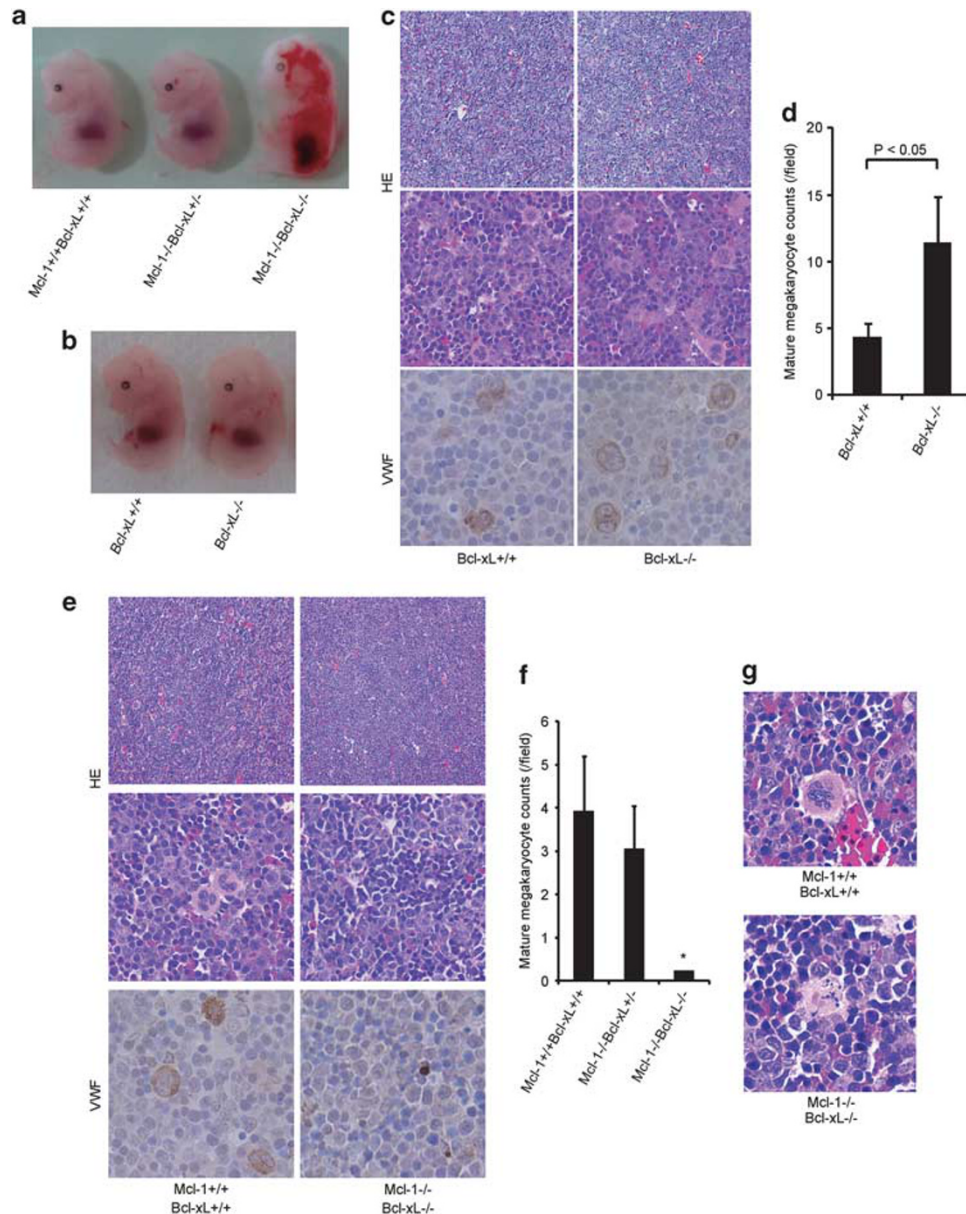 a
Mcl-1+/+Bcl-xL+/+
Mcl-1-/-Bcl-xL+/-
Mcl-1-/-Bcl-xL-/-
b
Bcl-xL+/+
Bcl-xL-/-
c
HE
VWF
Bcl-xL+/+
Bcl-xL-/-
d
Mature megakaryocyte counts (/field)
20
15
10
5
0
P < 0.05
Bcl-xL+/+
Bcl-xL-/-
e
HE
VWF
Mcl-1+/+
Bcl-xL+/+
Mcl-1-/-
Bcl-xL-/-
f
Mature megakaryocyte counts (/field)
6
5
4
3
2
1
0
*
Mcl-1+/+Bcl-xL+/+
Mcl-1-/-Bcl-xL+/-
Mcl-1-/-Bcl-xL-/-
g
Mcl-1+/+
Bcl-xL+/+
Mcl-1-/-
Bcl-xL-/-